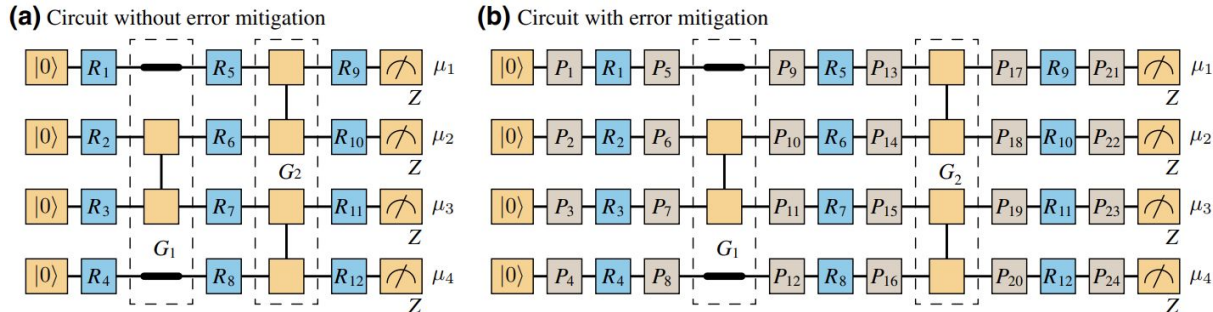 (a) Circuit without error mitigation
|0⟩ R₁ R₅ R₉ μ₁
Z
|0⟩ R₂ R₆ R₁₀ μ₂
G₂ Z
|0⟩ R₃ R₇ R₁₁ μ₃
G₁ Z
|0⟩ R₄ R₈ R₁₂ μ₄
Z
(b) Circuit with error mitigation
|0⟩ P₁ R₁ P₅ P₉ R₅ P₁₃ P₁₇ R₉ P₂₁ μ₁
Z
|0⟩ P₂ R₂ P₆ P₁₀ R₆ P₁₄ P₁₈ R₁₀ P₂₂ μ₂
G₂ Z
|0⟩ P₃ R₃ P₇ P₁₁ R₇ P₁₅ P₁₉ R₁₁ P₂₃ μ₃
G₁ Z
|0⟩ P₄ R₄ P₈ P₁₂ R₈ P₁₆ P₂₀ R₁₂ P₂₄ μ₄
Z